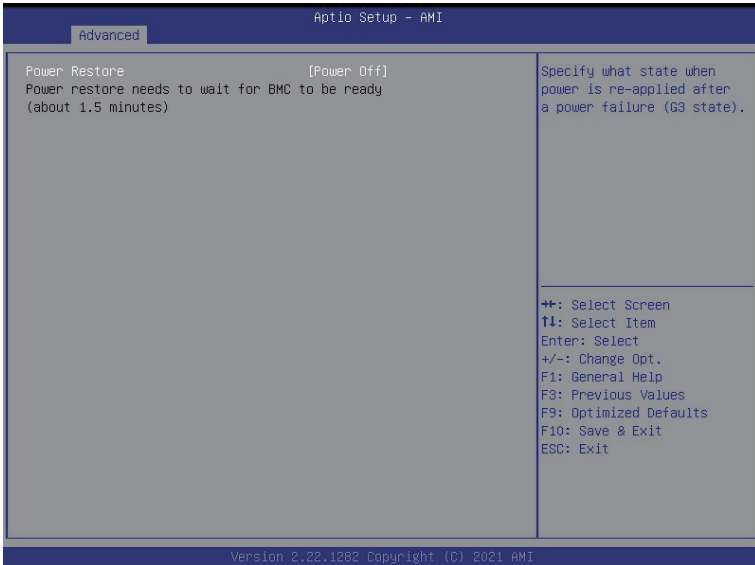 Aptio Setup – AMI
Advanced
Power Restore [Power Off]
Power restore needs to wait for BMC to be ready
(about 1.5 minutes)
Specify what state when
power is re-applied after
a power failure (G3 state).
→←: Select Screen
↑↓: Select Item
Enter: Select
+/-: Change Opt.
F1: General Help
F3: Previous Values
F9: Optimized Defaults
F10: Save & Exit
ESC: Exit
Version 2.22.1282 Copyright (C) 2021 AMI